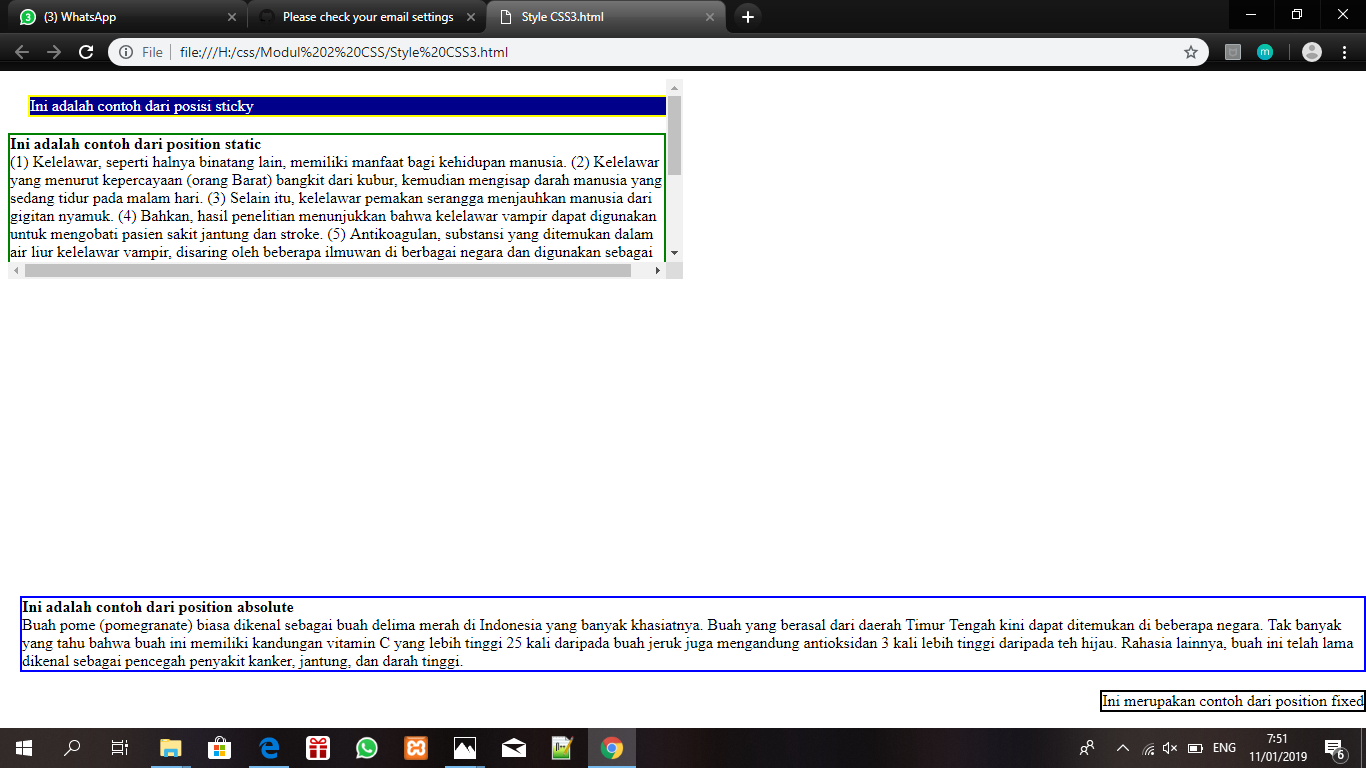 (3) WhatsApp
Please check your email settings
Style CSS3.html
File
file:///H:/css/Modul%202%20CSS/Style%20CSS3.html
m
Ini adalah contoh dari posisi sticky
Ini adalah contoh dari position static
(1) Kelelawar, seperti halnya binatang lain, memiliki manfaat bagi kehidupan manusia. (2) Kelelawar
yang menurut kepercayaan (orang Barat) bangkit dari kubur, kemudian mengisap darah manusia yang
sedang tidur pada malam hari. (3) Selain itu, kelelawar pemakan serangga menjauhkan manusia dari
gigitan nyamuk. (4) Bahkan, hasil penelitian menunjukkan bahwa kelelawar vampir dapat digunakan
untuk mengobati pasien sakit jantung dan stroke. (5) Antikoagulan, substansi yang ditemukan dalam
air liur kelelawar vampir, disaring oleh beberapa ilmuwan di berbagai negara dan digunakan sebagai
Ini adalah contoh dari position absolute
Buah pome (pomegranate) biasa dikenal sebagai buah delima merah di Indonesia yang banyak khasiatnya. Buah yang berasal dari daerah Timur Tengah kini dapat ditemukan di beberapa negara. Tak banyak
yang tahu bahwa buah ini memiliki kandungan vitamin C yang lebih tinggi 25 kali daripada buah jeruk juga mengandung antioksidan 3 kali lebih tinggi daripada teh hijau. Rahasia lainnya, buah ini telah lama
dikenal sebagai pencegah penyakit kanker, jantung, dan darah tinggi.
Ini merupakan contoh dari position fixed
ENG
7:51
11/01/2019
6